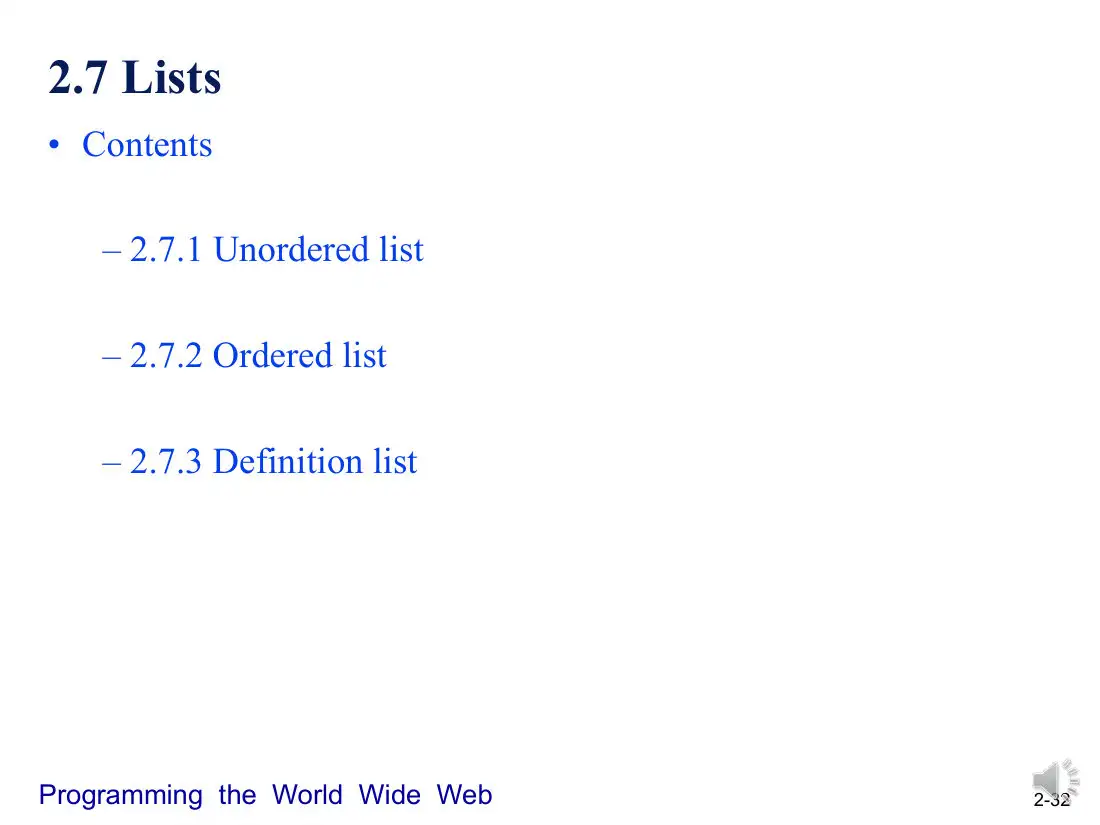 2.7 Lists
• Contents
– 2.7.1 Unordered list
– 2.7.2 Ordered list
– 2.7.3 Definition list
Programming the World Wide Web
2-32